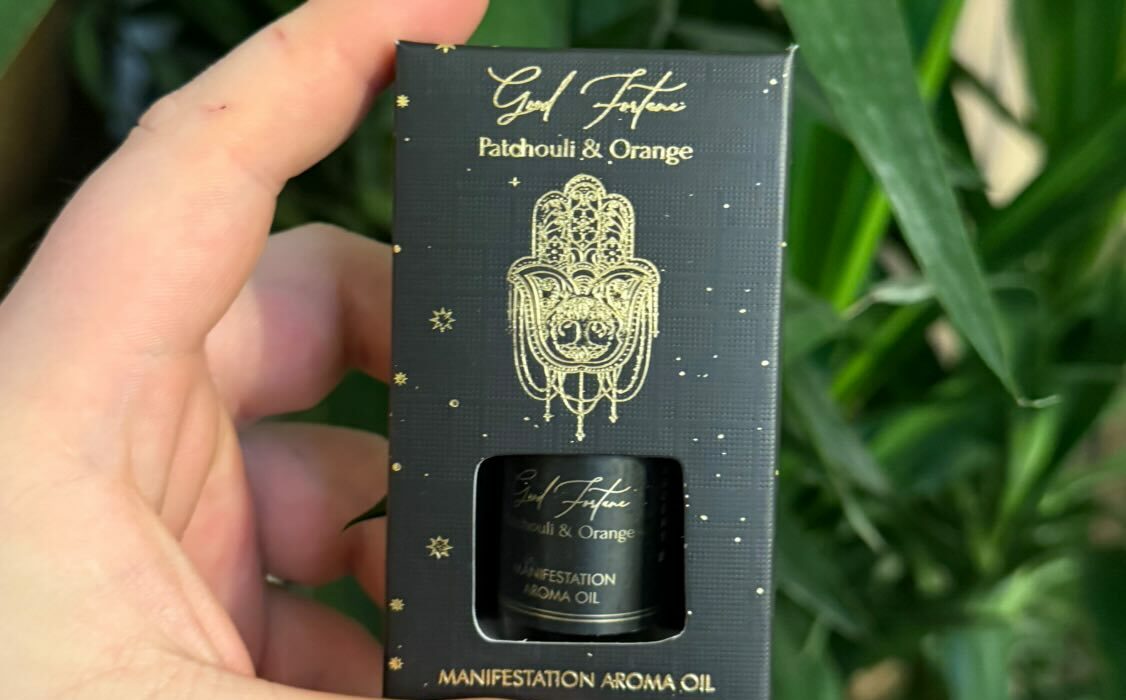 Good Fortune
Patchouli & Orange
Good Fortune
Patchouli & Orange
MANIFESTATION
AROMA OIL
MANIFESTATION AROMA OIL